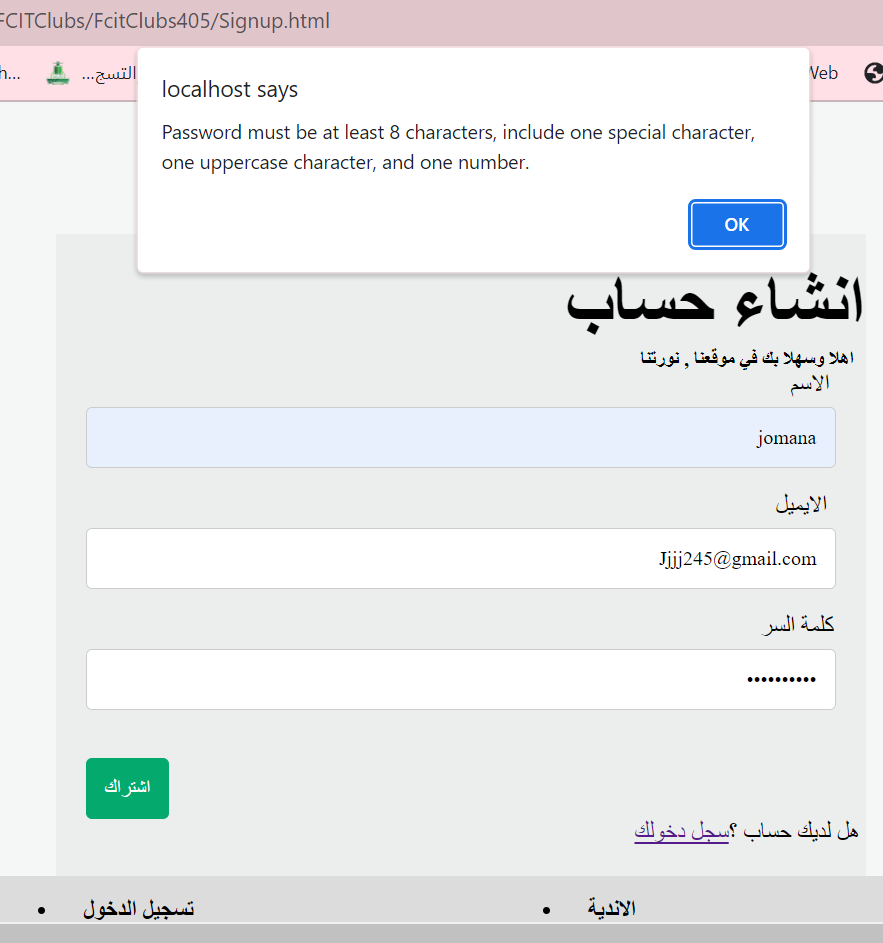 FCITClubs/FcitClubs405/Signup.html
h...
التسج...
Web
localhost says
Password must be at least 8 characters, include one special character,
one uppercase character, and one number.
OK
انشاء حساب
اهلا وسهلا بك في موقعنا , نورتنا
الاسم
jomana
الايميل
Jjjj245@gmail.com
كلمة السر
••••••••••
اشتراك
هل لديك حساب ؟سجل دخولك
• الاندية
• تسجيل الدخول